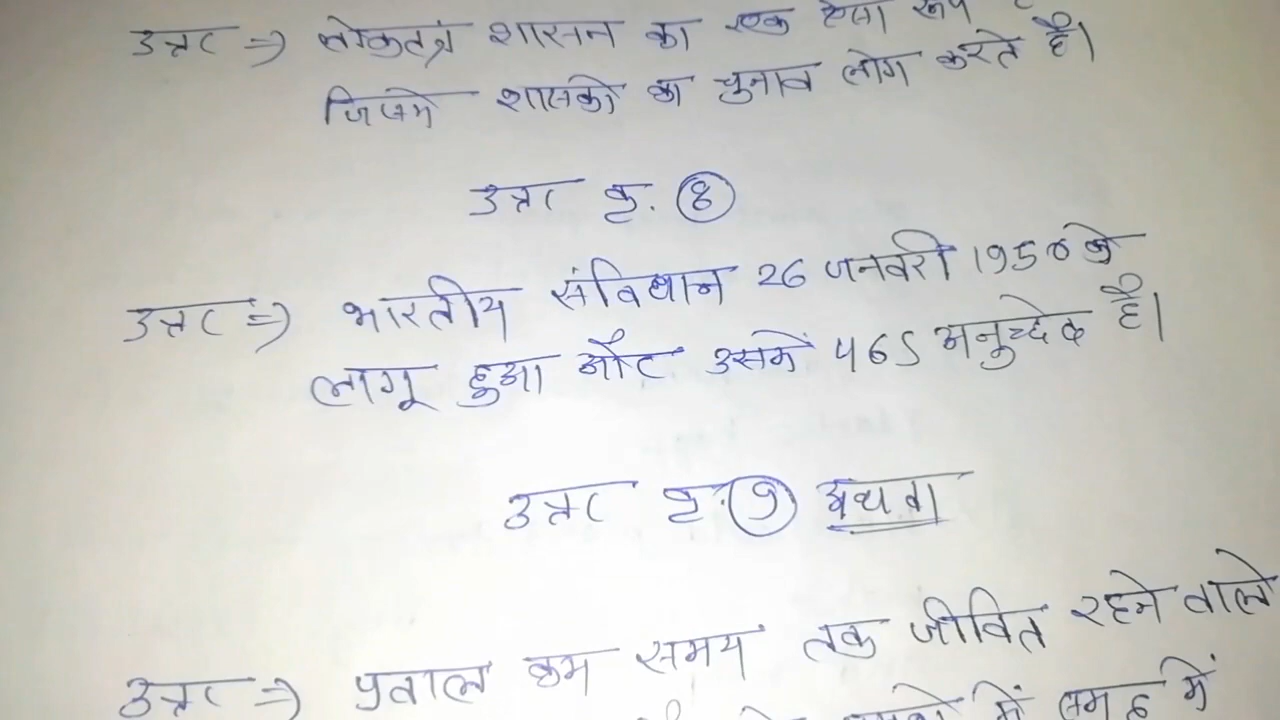 उत्तर => लोकतंत्र शासन का एक ऐसा रूप है
जिसमे शासको का चुनाव लोग करते है।
उत्तर कृ. 8
उत्तर => भारतीय संविधान 26 जनवरी 1950 को
लागू हुआ और उसमें 465 अनुच्छेद है।
उत्तर कृ. 9 अथवा
उत्तर => प्रवाल कम समय तक जीवित रहने वाले
में समूह में